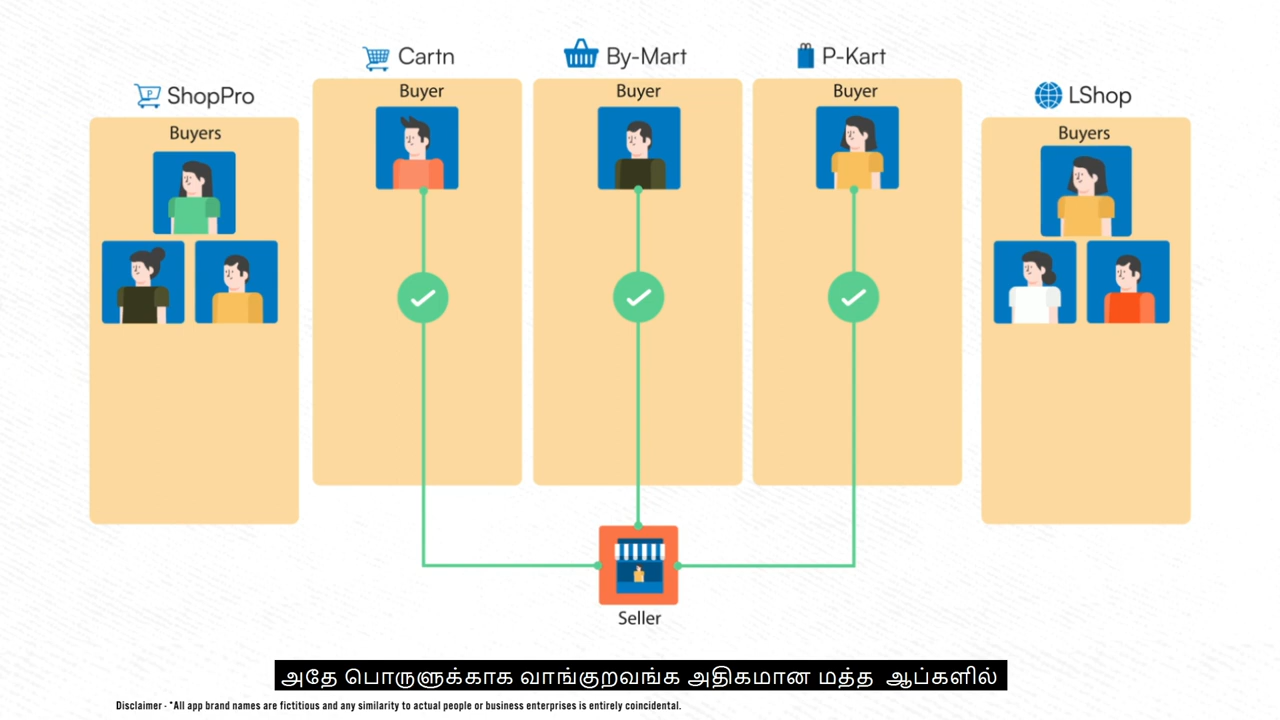 Cartn
By-Mart
P-Kart
ShopPro
LShop
Buyer
Buyer
Buyer
Buyers
Buyers
P
Seller
அதே பொருளுக்காக வாங்குறவங்க அதிகமான மத்த ஆப்களில்
Disclaimer - *All app brand names are fictitious and any similarity to actual people or business enterprises is entirely coincidental.